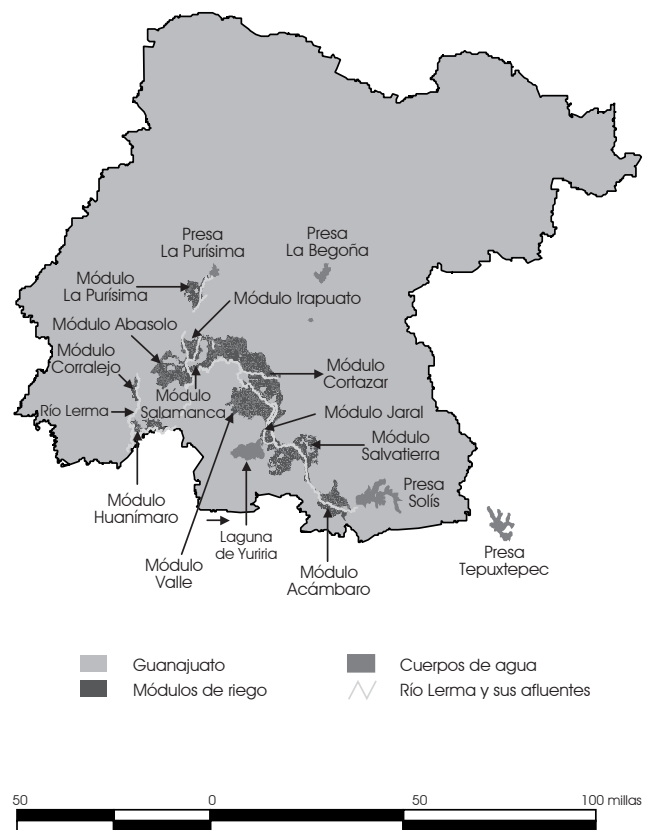 Presa
La Purísima
Presa
La Begoña
Módulo
La Purísima
Módulo Irapuato
Módulo Abasolo
Módulo
Corralejo
Módulo
Cortazar
Río Lerma
Módulo
Salamanca
Módulo Jaral
Módulo
Salvatierra
Presa
Solís
Módulo
Huanímaro
Laguna
de Yuriria
Módulo
Valle
Módulo
Acámbaro
Presa
Tepuxtepec
Guanajuato
Cuerpos de agua
Módulos de riego
Río Lerma y sus afluentes
50 0 50 100 millas